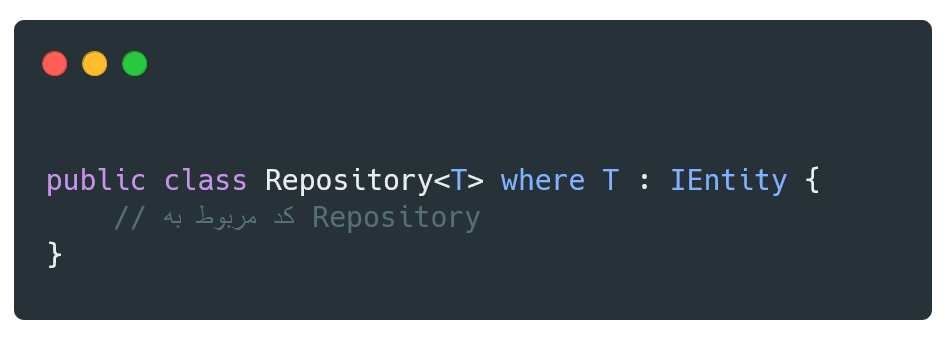 public class Repository<T> where T : IEntity {
    // کد مربوط به Repository
}